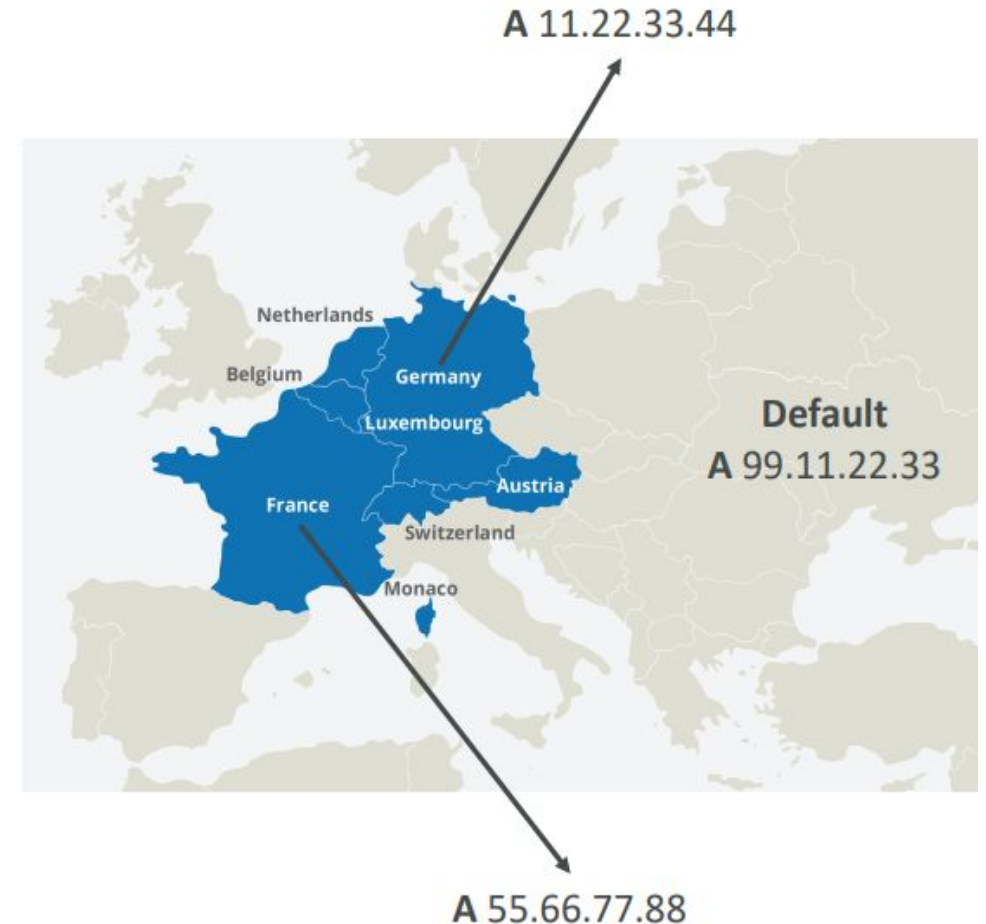 A 11.22.33.44
Netherlands
Belgium
Germany
Luxembourg
Default
A 99.11.22.33
Austria
France
Switzerland
Monaco
A 55.66.77.88